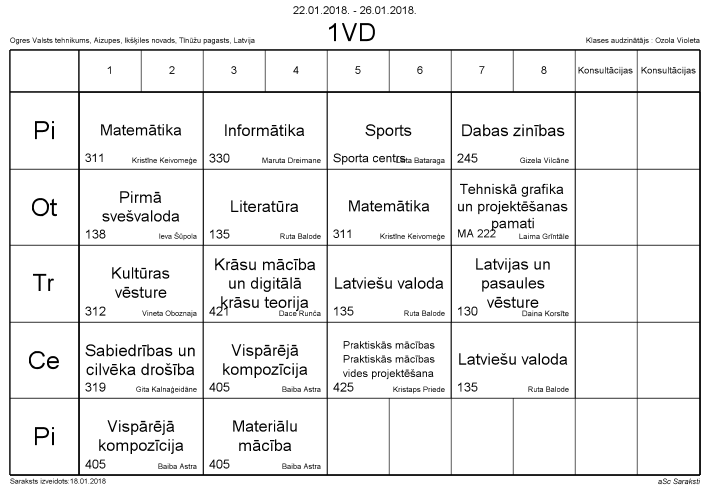 22.01.2018. - 26.01.2018.
1VD
Ogres Valsts tehnikums, Aizupes, Ikšķiles novads, Tīnūžu pagasts, Latvija
Klases audzinātājs : Ozola Violeta
1 2 3 4 5 6 7 8 Konsultācijas Konsultācijas
Pi
Matemātika
311 Kristīne Keivomeģe
Informātika
330 Maruta Dreimane
Sports
Sporta centrs Bataraga
Dabas zinības
245 Gizela Vilcāne
Ot
Pirmā
svešvaloda
138 Ieva Šūpola
Literatūra
135 Ruta Balode
Matemātika
311 Kristīne Keivomeģe
Tehniskā grafika
un projektēšanas
pamati
MA 222 Laima Grīntāle
Tr
Kultūras
vēsture
312 Vineta Oboznaja
Krāsu mācība
un digitālā
krāsu teorija
421 Dace Runča
Latviešu valoda
135 Ruta Balode
Latvijas un
pasaules
vēsture
130 Daina Korsīte
Ce
Sabiedrības un
cilvēka drošība
319 Gita Kalnaģeidāne
Vispārējā
kompozīcija
405 Baiba Astra
Praktiskās mācības
Praktiskās mācības
vides projektēšana
425 Kristaps Priede
Latviešu valoda
135 Ruta Balode
Pi
Vispārējā
kompozīcija
405 Baiba Astra
Materiālu
mācība
405 Baiba Astra
Saraksts izveidots:18.01.2018
aSc Saraksti